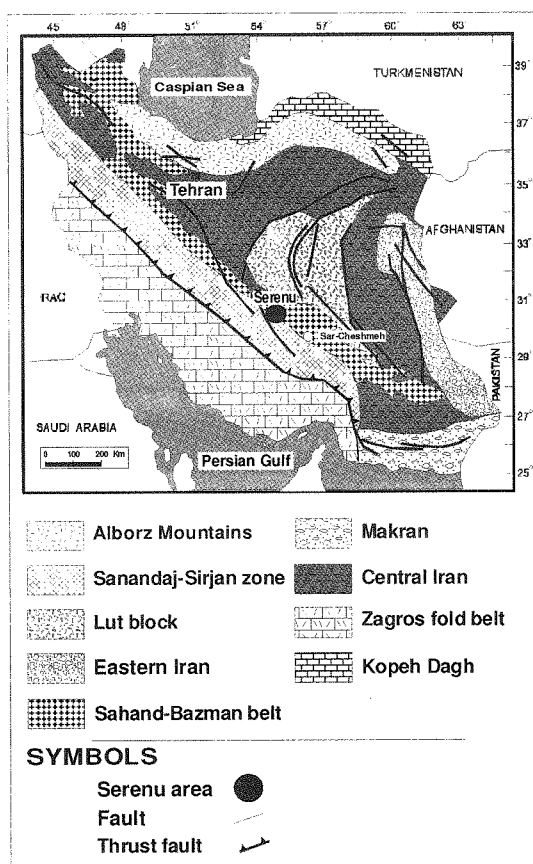 45° 48° 51° 54° 57° 60° 63°
39°
Caspian Sea
TURKMENISTAN
37°
Tehran
35°
AFGHANISTAN
33°
Serenu
31°
Sar-Cheshmeh
29°
PAKISTAN
27°
SAUDI ARABIA
0 100 200 Km
Persian Gulf
25°
Alborz Mountains
Makran
Sanandaj-Sirjan zone
Central Iran
Lut block
Zagros fold belt
Eastern Iran
Kopeh Dagh
Sahand-Bazman belt
SYMBOLS
Serenu area
Fault
Thrust fault